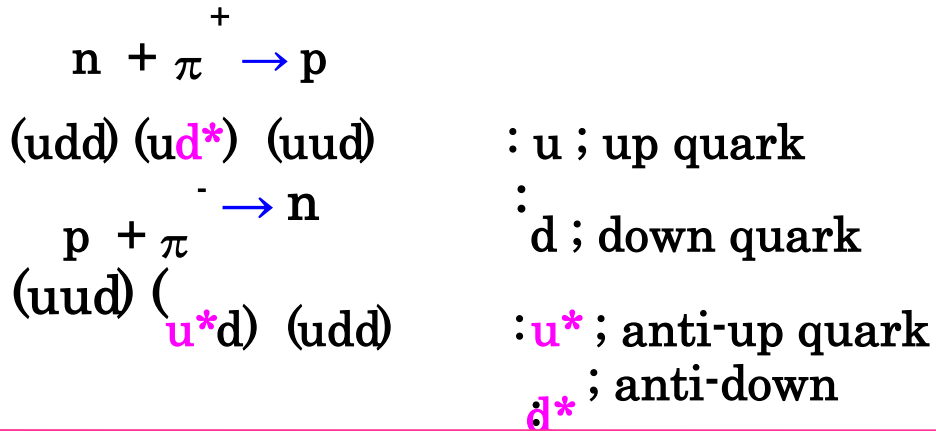 n + π⁺ → p
(udd) (ud*) (uud) : u ; up quark
p + π⁻ → n :
d ; down quark
(uud) (u*d) (udd) : u* ; anti-up quark
: d* ; anti-down